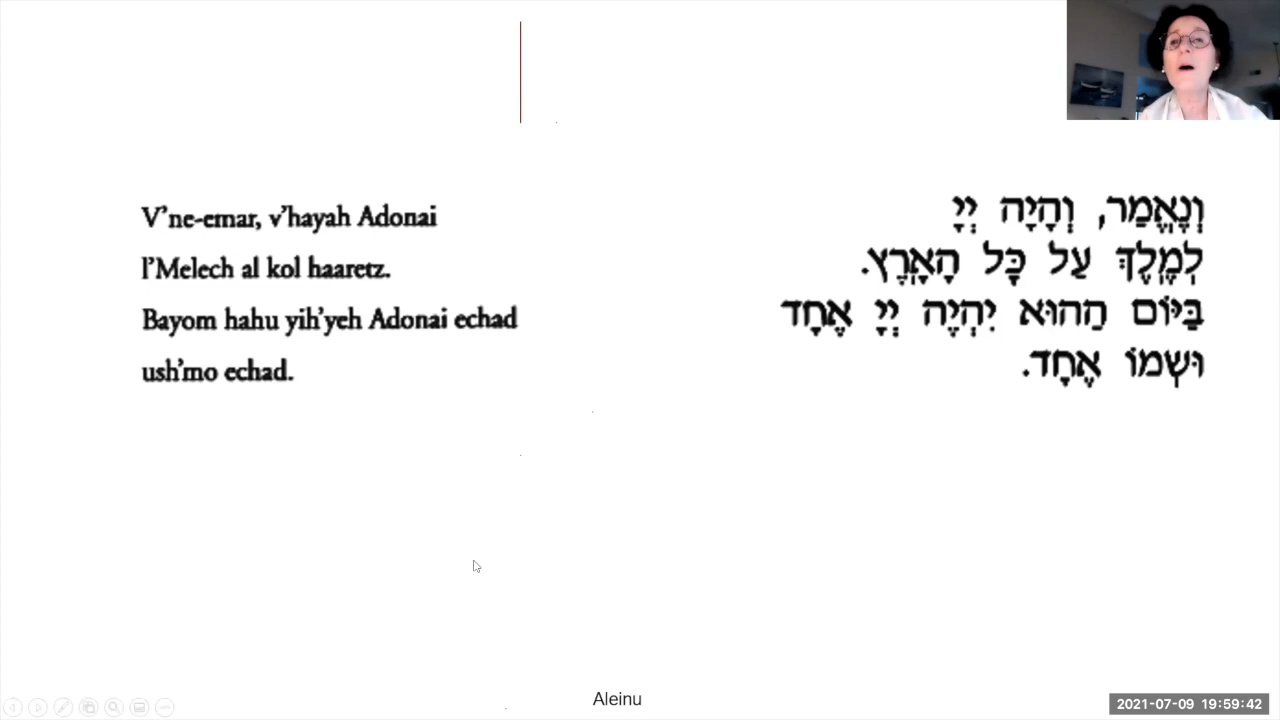 V'ne-emar, v'hayah Adonai
l'Melech al kol haaretz.
Bayom hahu yih'yeh Adonai echad
ush'mo echad.
וְנֶאֱמַר, וְהָיָה יְיָ
לְמֶלֶךְ עַל כׇּל הָאָרֶץ.
בַּיּוֹם הַהוּא יִהְיֶה יְיָ אֶחָד
וּשְׁמוֹ אֶחָד.
Aleinu
2021-07-09 19:59:42